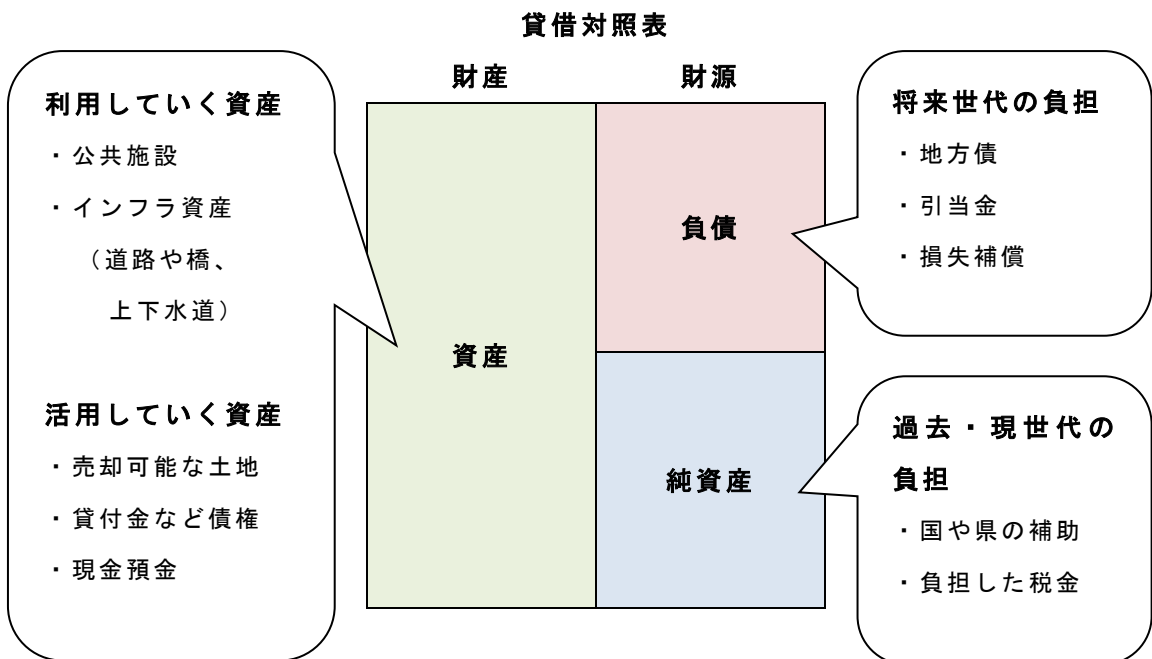 貸借対照表
財産
財源
利用していく資産
・公共施設
・インフラ資産
（道路や橋、
上下水道）
活用していく資産
・売却可能な土地
・貸付金など債権
・現金預金
資産
負債
純資産
将来世代の負担
・地方債
・引当金
・損失補償
過去・現世代の
負担
・国や県の補助
・負担した税金